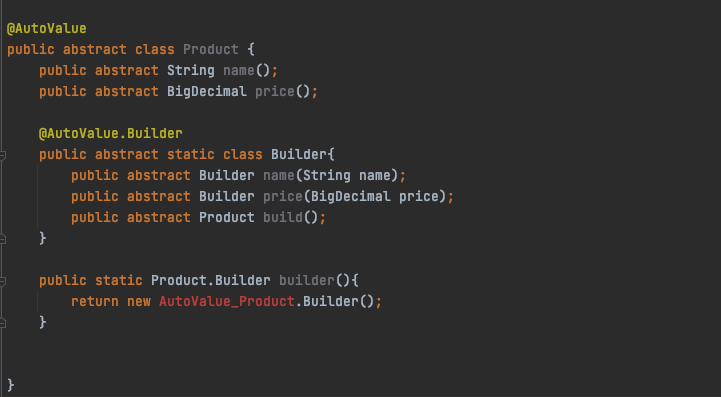 @AutoValue
public abstract class Product {
public abstract String name();
public abstract BigDecimal price();
@AutoValue.Builder
public abstract static class Builder{
public abstract Builder name(String name);
public abstract Builder price(BigDecimal price);
public abstract Product build();
}
public static Product.Builder builder(){
return new AutoValue_Product.Builder();
}
}